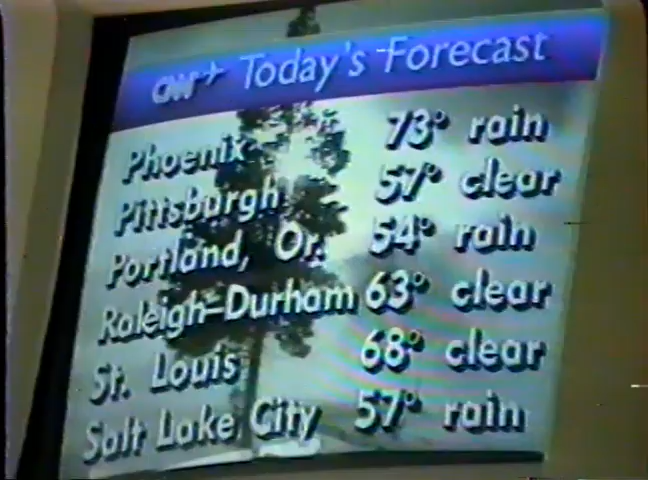 CNN Today's Forecast
Phoenix 73° rain
Pittsburgh 57° clear
Portland, Or. 54° rain
Raleigh-Durham 63° clear
St. Louis 68° clear
Salt Lake City 57° rain